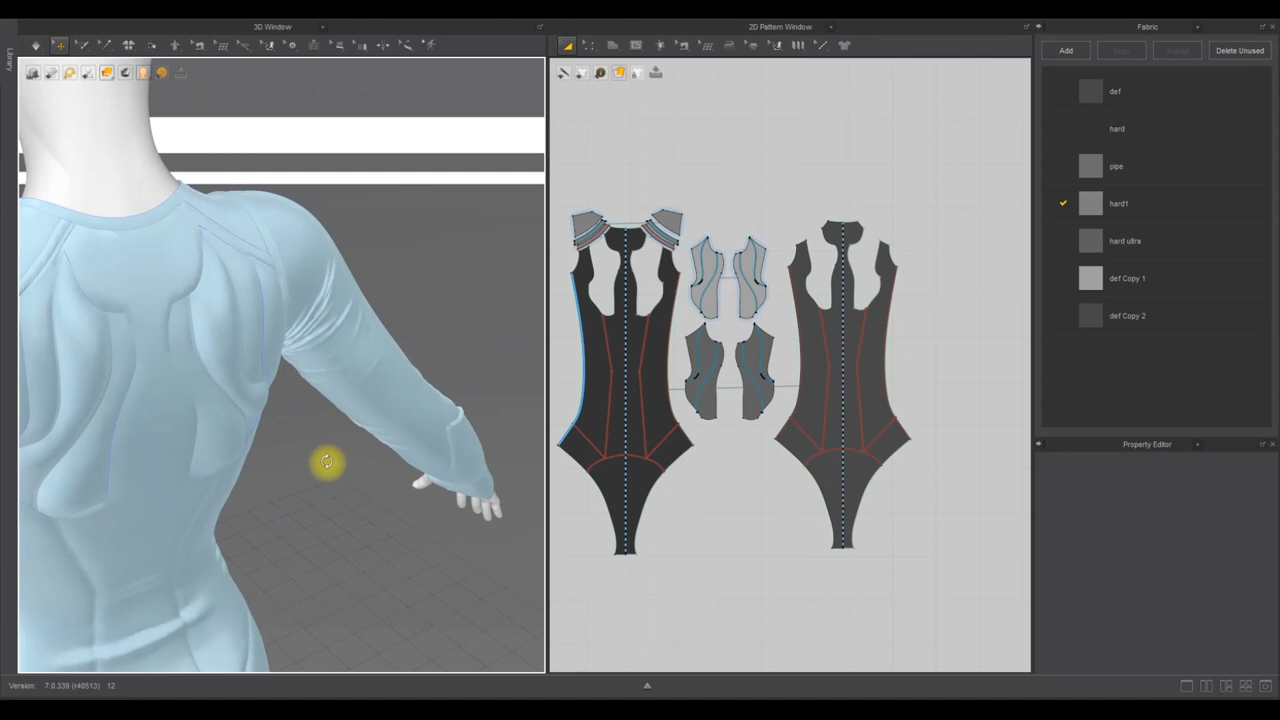 3D Window
2D Pattern Window
Fabric
Library
Add
Delete Unused
def
hard
pipe
hard1
hard ultra
def Copy 1
def Copy 2
Property Editor
Version: 7.0.339 (r40513) 12